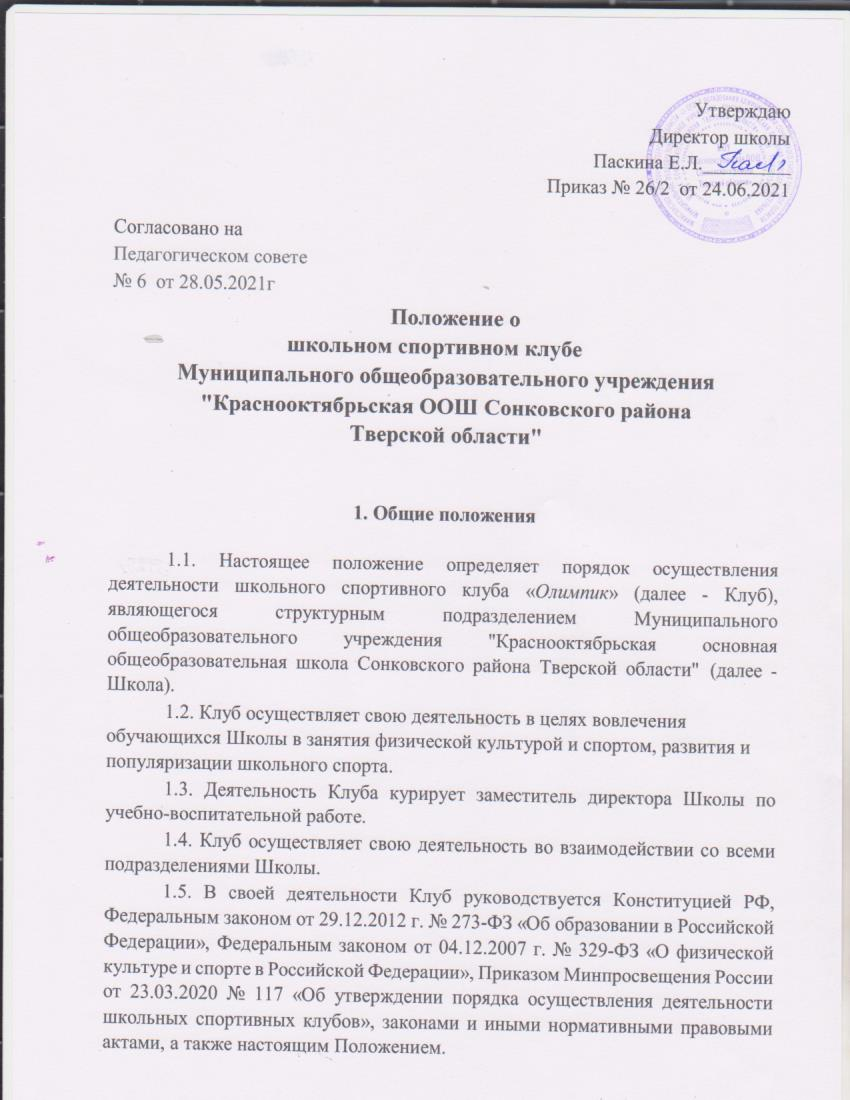 Утверждаю
Директор школы
Паскина Е.Л.
Приказ № 26/2 от 24.06.2021
Согласовано на
Педагогическом совете
№ 6 от 28.05.2021г
Положение о
школьном спортивном клубе
Муниципального общеобразовательного учреждения
"Краснооктябрьская ООШ Сонковского района
Тверской области"
1. Общие положения
1.1. Настоящее положение определяет порядок осуществления
деятельности школьного спортивного клуба «Олимпик» (далее - Клуб),
являющегося структурным подразделением Муниципального
общеобразовательного учреждения "Краснооктябрьская основная
общеобразовательная школа Сонковского района Тверской области" (далее -
Школа).
1.2. Клуб осуществляет свою деятельность в целях вовлечения
обучающихся Школы в занятия физической культурой и спортом, развития и
популяризации школьного спорта.
1.3. Деятельность Клуба курирует заместитель директора Школы по
учебно-воспитательной работе.
1.4. Клуб осуществляет свою деятельность во взаимодействии со всеми
подразделениями Школы.
1.5. В своей деятельности Клуб руководствуется Конституцией РФ,
Федеральным законом от 29.12.2012 г. № 273-ФЗ «Об образовании в Российской
Федерации», Федеральным законом от 04.12.2007 г. № 329-ФЗ «О физической
культуре и спорте в Российской Федерации», Приказом Минпросвещения России
от 23.03.2020 № 117 «Об утверждении порядка осуществления деятельности
школьных спортивных клубов», законами и иными нормативными правовыми
актами, а также настоящим Положением.